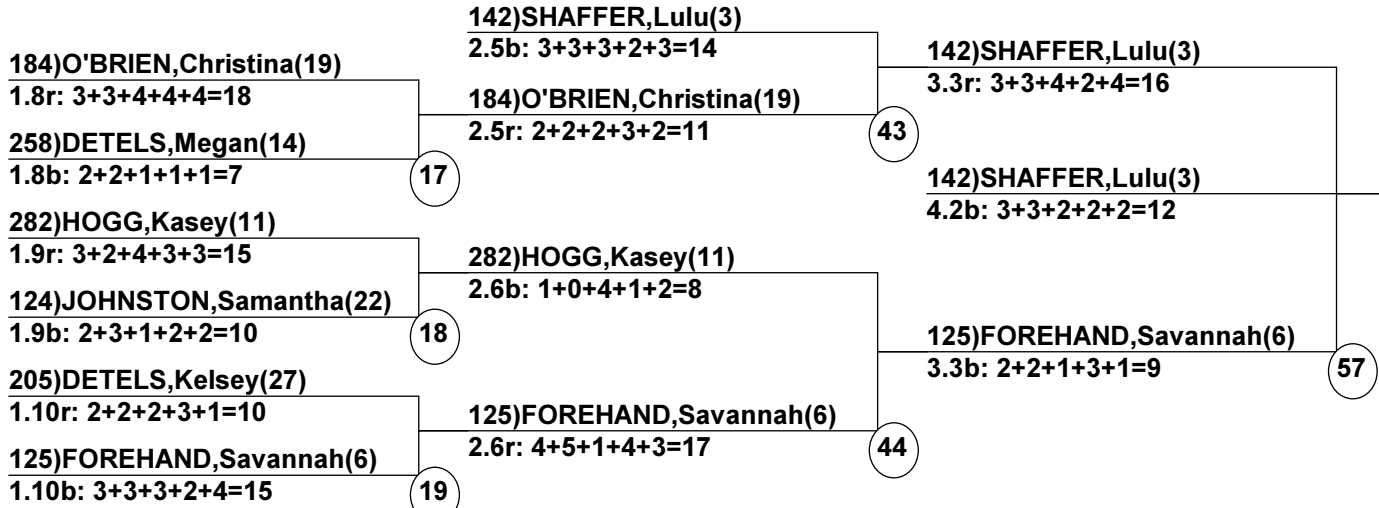 184)O'BRIEN,Christina(19)
1.8r: 3+3+4+4+4=18
258)DETELS,Megan(14)
1.8b: 2+2+1+1+1=7
17
282)HOGG,Kasey(11)
1.9r: 3+2+4+3+3=15
124)JOHNSTON,Samantha(22)
1.9b: 2+3+1+2+2=10
18
205)DETELS,Kelsey(27)
1.10r: 2+2+2+3+1=10
125)FOREHAND,Savannah(6)
1.10b: 3+3+3+2+4=15
19
142)SHAFFER,Lulu(3)
2.5b: 3+3+3+2+3=14
184)O'BRIEN,Christina(19)
2.5r: 2+2+2+3+2=11
43
282)HOGG,Kasey(11)
2.6b: 1+0+4+1+2=8
125)FOREHAND,Savannah(6)
2.6r: 4+5+1+4+3=17
44
142)SHAFFER,Lulu(3)
3.3r: 3+3+4+2+4=16
142)SHAFFER,Lulu(3)
4.2b: 3+3+2+2+2=12
125)FOREHAND,Savannah(6)
3.3b: 2+2+1+3+1=9
57